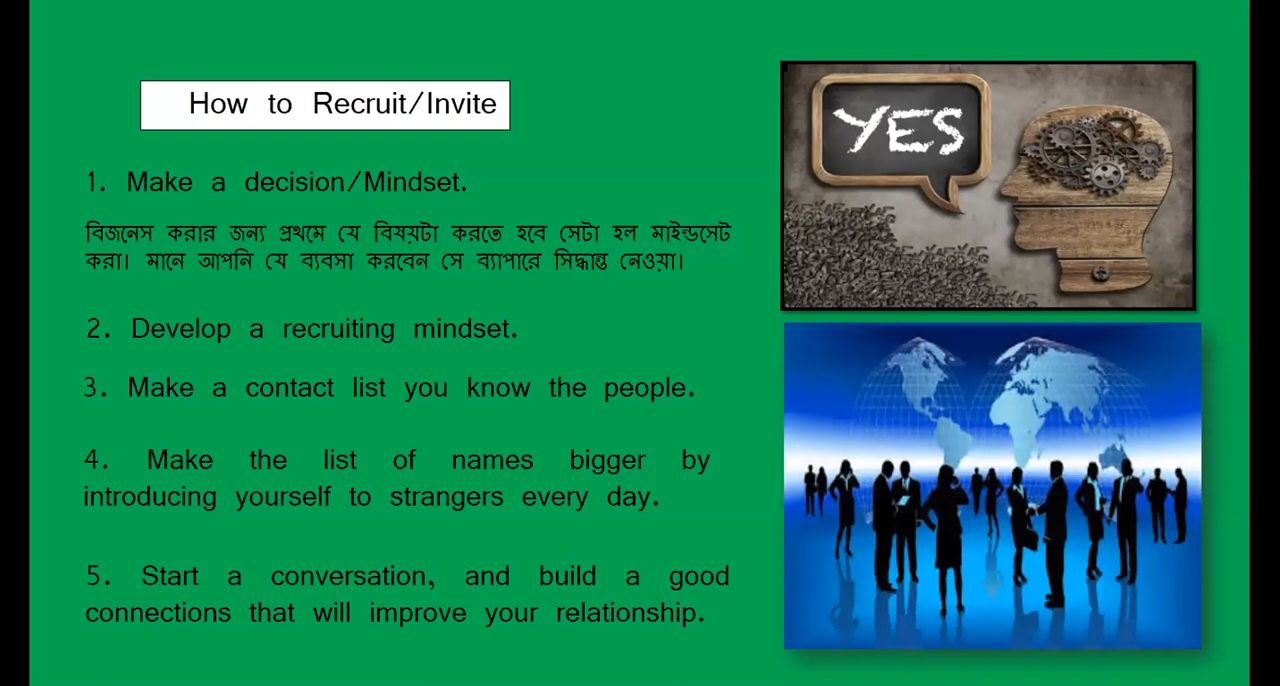 How to Recruit/Invite
1. Make a decision/Mindset.
বিজনেস করার জন্য প্রথমে যে বিষয়টা করতে হবে সেটা হল মাইন্ডসেট
করা। মানে আপনি যে ব্যবসা করবেন সে ব্যাপারে সিদ্ধান্ত নেওয়া।
2. Develop a recruiting mindset.
3. Make a contact list you know the people.
4. Make the list of names bigger by
introducing yourself to strangers every day.
5. Start a conversation, and build a good
connections that will improve your relationship.
YES